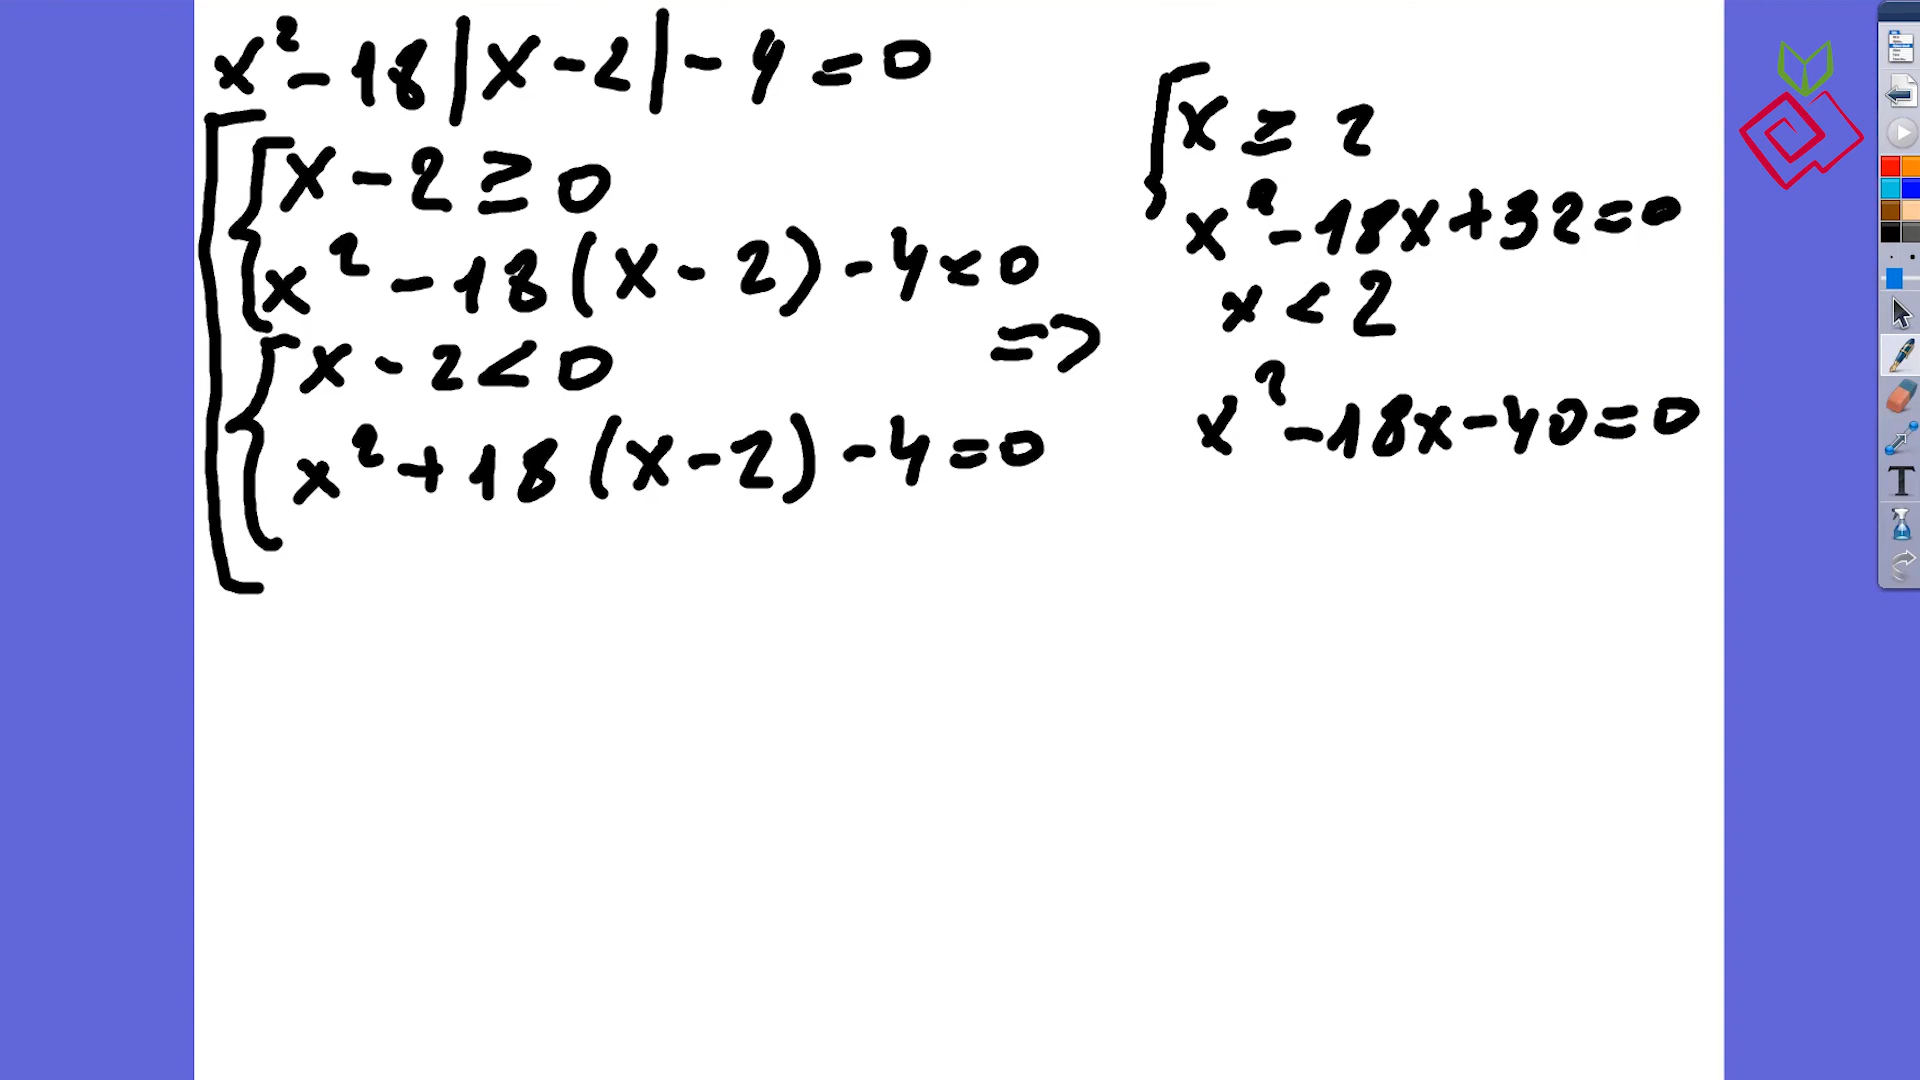 x² - 18|x - 2| - 4 = 0
x - 2 ≥ 0
x² - 18(x - 2) - 4 = 0
x - 2 < 0
x² + 18(x - 2) - 4 = 0
=>
x ≥ 2
x² - 18x + 32 = 0
x < 2
x² - 18x - 40 = 0
T